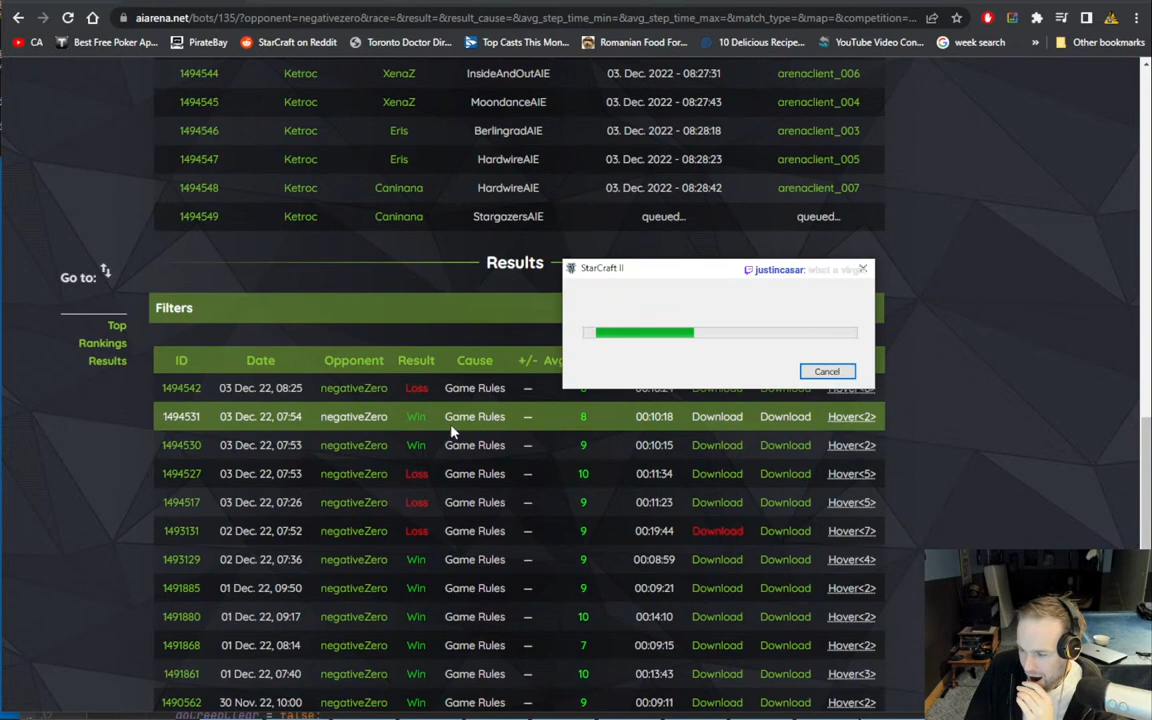 aiarena.net/bots/135/?opponent=negativezero&race=&result=&result_cause=&avg_step_time_min=&avg_step_time_max=&match_type=&map=&competition=...
CA Best Free Poker Ap... PirateBay StarCraft on Reddit Toronto Doctor Dir... Top Casts This Mon... Romanian Food For... 10 Delicious Recipe... YouTube Video Con... week search » Other bookmarks
1494544 Ketroc XenaZ InsideAndOutAIE 03. Dec. 2022 - 08:27:31 arenaclient_006
1494545 Ketroc XenaZ MoondanceAIE 03. Dec. 2022 - 08:27:43 arenaclient_004
1494546 Ketroc Eris BerlingradAIE 03. Dec. 2022 - 08:28:18 arenaclient_003
1494547 Ketroc Eris HardwireAIE 03. Dec. 2022 - 08:28:23 arenaclient_005
1494548 Ketroc Caninana HardwireAIE 03. Dec. 2022 - 08:28:42 arenaclient_007
1494549 Ketroc Caninana StargazersAIE queued... queued...
Results
Go to:
Top
Rankings
Results
StarCraft II
justincasar: what a virgin
Cancel
Filters
ID Date Opponent Result Cause +/-
1494542 03 Dec. 22, 08:25 negativeZero Loss Game Rules —
1494531 03 Dec. 22, 07:54 negativeZero Win Game Rules — 8 00:10:18 Download Download Hover<2>
1494530 03 Dec. 22, 07:53 negativeZero Win Game Rules — 9 00:10:15 Download Download Hover<2>
1494527 03 Dec. 22, 07:53 negativeZero Loss Game Rules — 10 00:11:34 Download Download Hover<5>
1494517 03 Dec. 22, 07:26 negativeZero Loss Game Rules — 9 00:11:23 Download Download Hover<5>
1493131 02 Dec. 22, 07:52 negativeZero Loss Game Rules — 9 00:19:44 Download Download Hover<7>
1493129 02 Dec. 22, 07:36 negativeZero Win Game Rules — 9 00:08:59 Download Download Hover<4>
1491885 01 Dec. 22, 09:50 negativeZero Win Game Rules — 9 00:09:21 Download Download Hover<2>
1491880 01 Dec. 22, 09:17 negativeZero Win Game Rules — 10 00:14:10 Download Download Hover<2>
1491868 01 Dec. 22, 08:14 negativeZero Win Game Rules — 7 00:09:15 Download Download Hover<2>
1491861 01 Dec. 22, 07:40 negativeZero Win Game Rules — 10 00:13:43 Download Download Hover<3>
1490562 30 Nov. 22, 10:00 negativeZero Win Game Rules — 9 00:09:11 Download Download Hover<2>